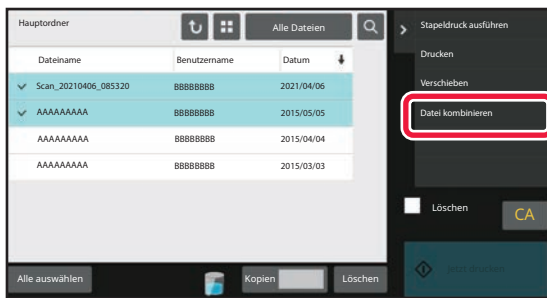 Hauptordner
Alle Dateien
Dateiname Benutzername Datum
Scan_20210406_085320 BBBBBBBB 2021/04/06
AAAAAAAAA BBBBBBBB 2015/05/05
AAAAAAAAA BBBBBBBB 2015/04/04
AAAAAAAAA BBBBBBBB 2015/03/03
Alle auswählen
Kopien
Löschen
Stapeldruck ausführen
Drucken
Verschieben
Datei kombinieren
Löschen
CA
Jetzt drucken